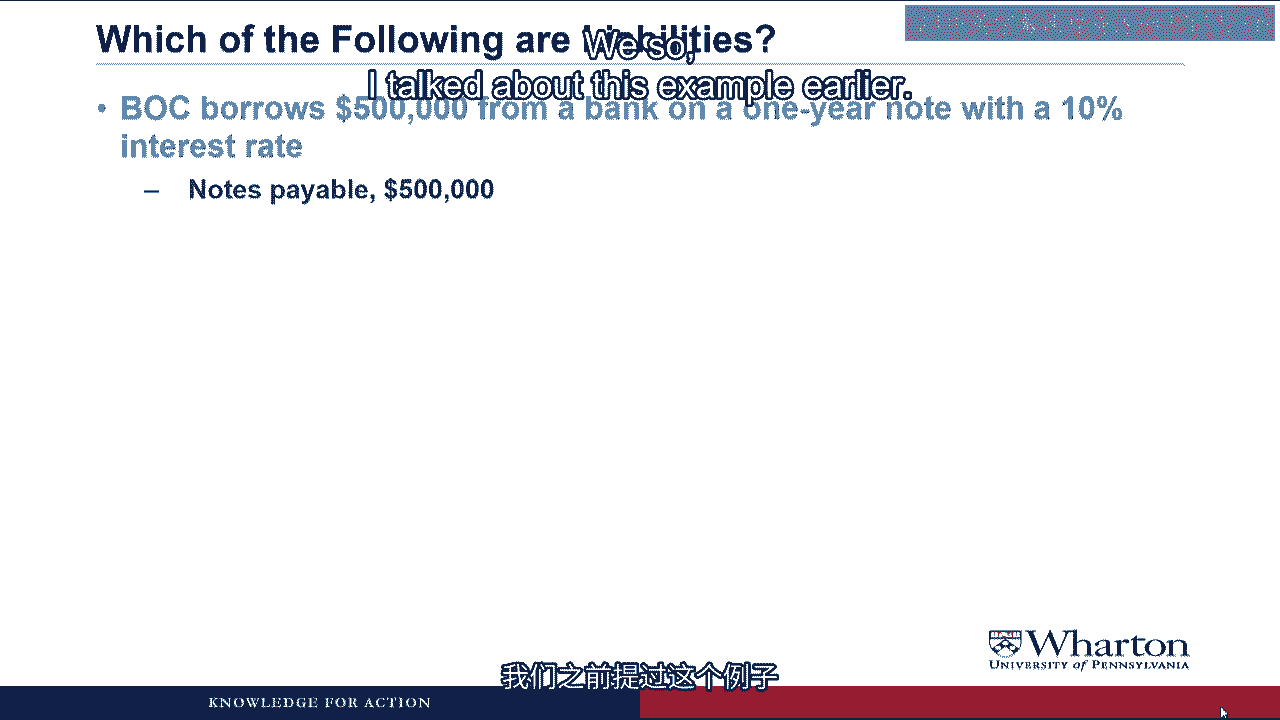 Which of the Following are Liabilities?
We so,
I talked about this example earlier.
• BOC borrows $500,000 from a bank on a one-year note with a 10%
interest rate
– Notes payable, $500,000
Wharton
UNIVERSITY of PENNSYLVANIA
我们之前提过这个例子
KNOWLEDGE FOR ACTION